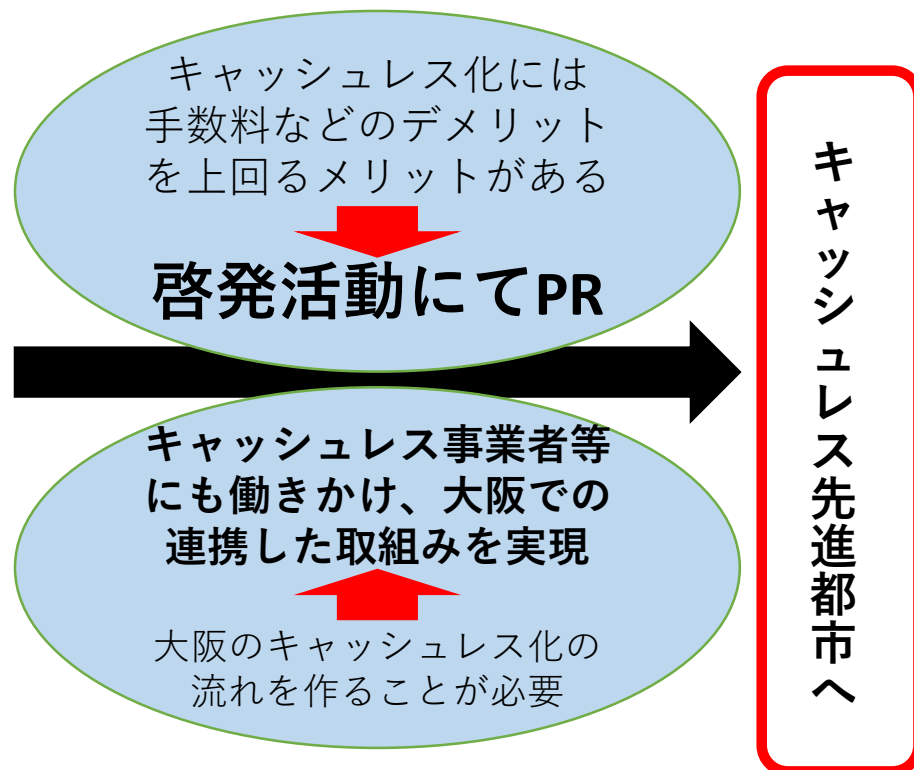 キャッシュレス化には
手数料などのデメリット
を上回るメリットがある
啓発活動にてPR
キャッシュレス事業者等
にも働きかけ、大阪での
連携した取組みを実現
大阪のキャッシュレス化の
流れを作ることが必要
キャッシュレス先進都市へ